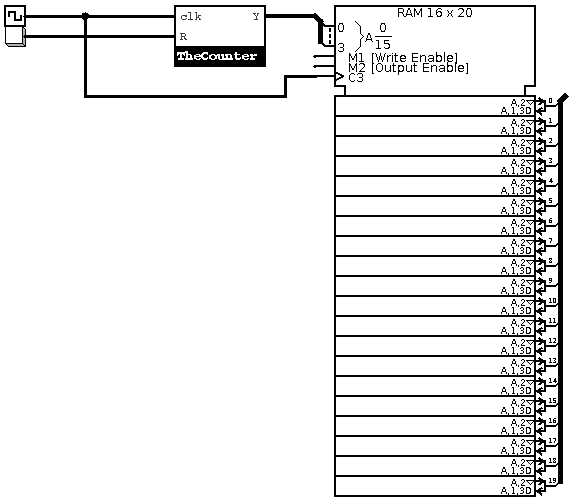 RAM 16 x 20
clk Y
R
TheCounter
0
3
A 0
15
M1 [Write Enable]
M2 [Output Enable]
C3
A,2▽ 0
A,1,3D
A,2▽ 1
A,1,3D
A,2▽ 2
A,1,3D
A,2▽ 3
A,1,3D
A,2▽ 4
A,1,3D
A,2▽ 5
A,1,3D
A,2▽ 6
A,1,3D
A,2▽ 7
A,1,3D
A,2▽ 8
A,1,3D
A,2▽ 9
A,1,3D
A,2▽ 10
A,1,3D
A,2▽ 11
A,1,3D
A,2▽ 12
A,1,3D
A,2▽ 13
A,1,3D
A,2▽ 14
A,1,3D
A,2▽ 15
A,1,3D
A,2▽ 16
A,1,3D
A,2▽ 17
A,1,3D
A,2▽ 18
A,1,3D
A,2▽ 19
A,1,3D